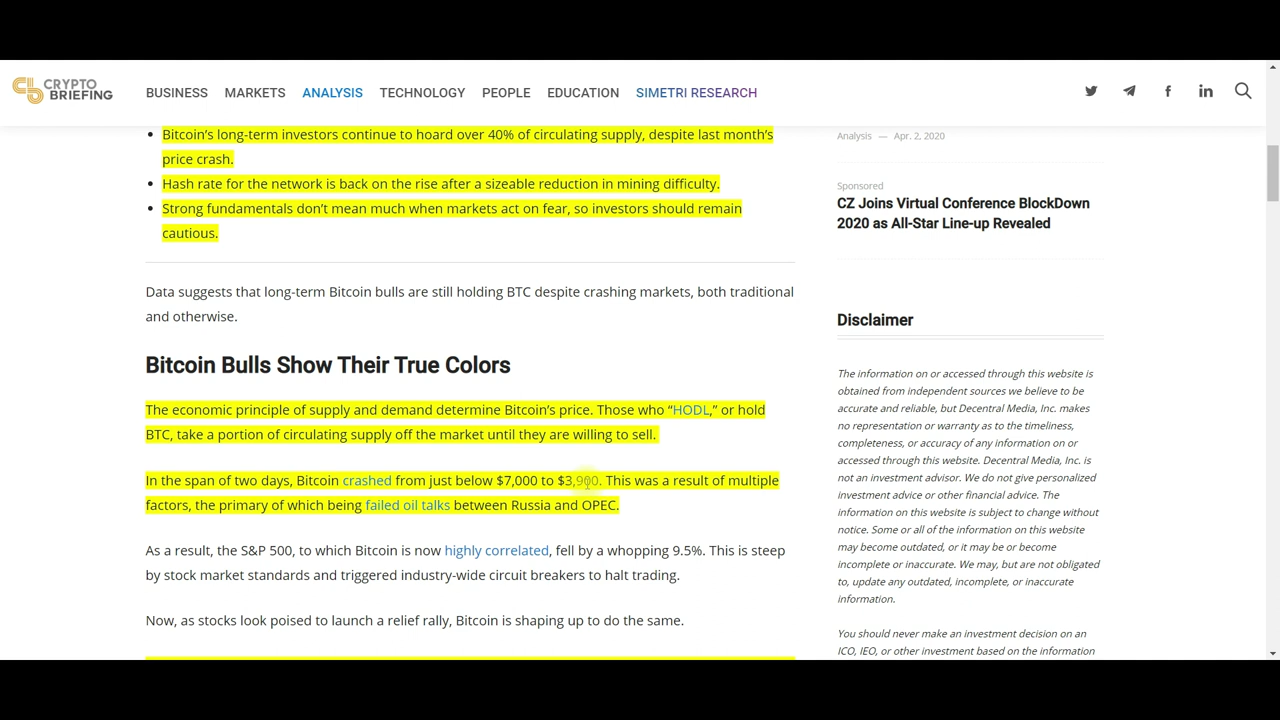 CRYPTO
BRIEFING
BUSINESS MARKETS ANALYSIS TECHNOLOGY PEOPLE EDUCATION SIMETRI RESEARCH
Bitcoin's long-term investors continue to hoard over 40% of circulating supply, despite last month's
price crash.
Hash rate for the network is back on the rise after a sizeable reduction in mining difficulty.
Strong fundamentals don't mean much when markets act on fear, so investors should remain
cautious.
Data suggests that long-term Bitcoin bulls are still holding BTC despite crashing markets, both traditional
and otherwise.
Bitcoin Bulls Show Their True Colors
The economic principle of supply and demand determine Bitcoin's price. Those who “HODL,” or hold
BTC, take a portion of circulating supply off the market until they are willing to sell.
In the span of two days, Bitcoin crashed from just below $7,000 to $3,900. This was a result of multiple
factors, the primary of which being failed oil talks between Russia and OPEC.
As a result, the S&P 500, to which Bitcoin is now highly correlated, fell by a whopping 9.5%. This is steep
by stock market standards and triggered industry-wide circuit breakers to halt trading.
Now, as stocks look poised to launch a relief rally, Bitcoin is shaping up to do the same.
Analysis — Apr. 2, 2020
Sponsored
CZ Joins Virtual Conference BlockDown
2020 as All-Star Line-up Revealed
Disclaimer
The information on or accessed through this website is
obtained from independent sources we believe to be
accurate and reliable, but Decentral Media, Inc. makes
no representation or warranty as to the timeliness,
completeness, or accuracy of any information on or
accessed through this website. Decentral Media, Inc. is
not an investment advisor. We do not give personalized
investment advice or other financial advice. The
information on this website is subject to change without
notice. Some or all of the information on this website
may become outdated, or it may be or become
incomplete or inaccurate. We may, but are not obligated
to, update any outdated, incomplete, or inaccurate
information.
You should never make an investment decision on an
ICO, IEO, or other investment based on the information